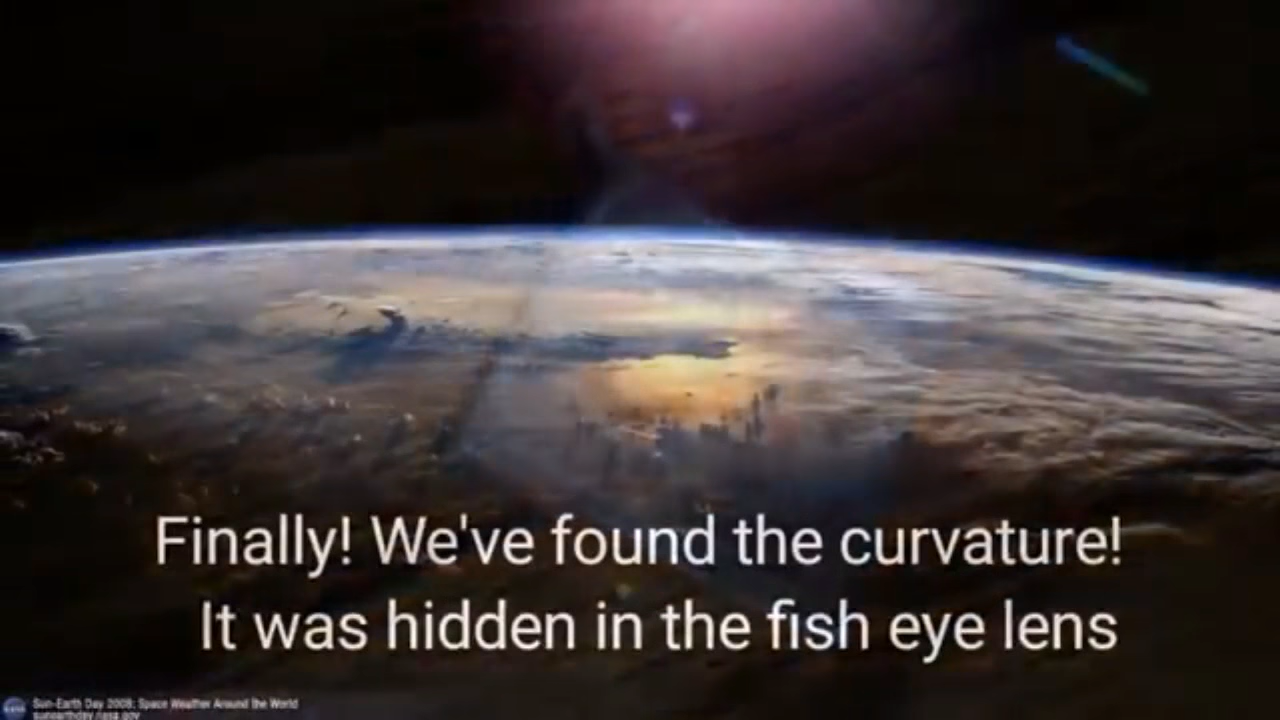 Finally! We've found the curvature!
It was hidden in the fish eye lens
Sun-Earth Day 2008: Space Weather Around the World
sunearthday.nasa.gov